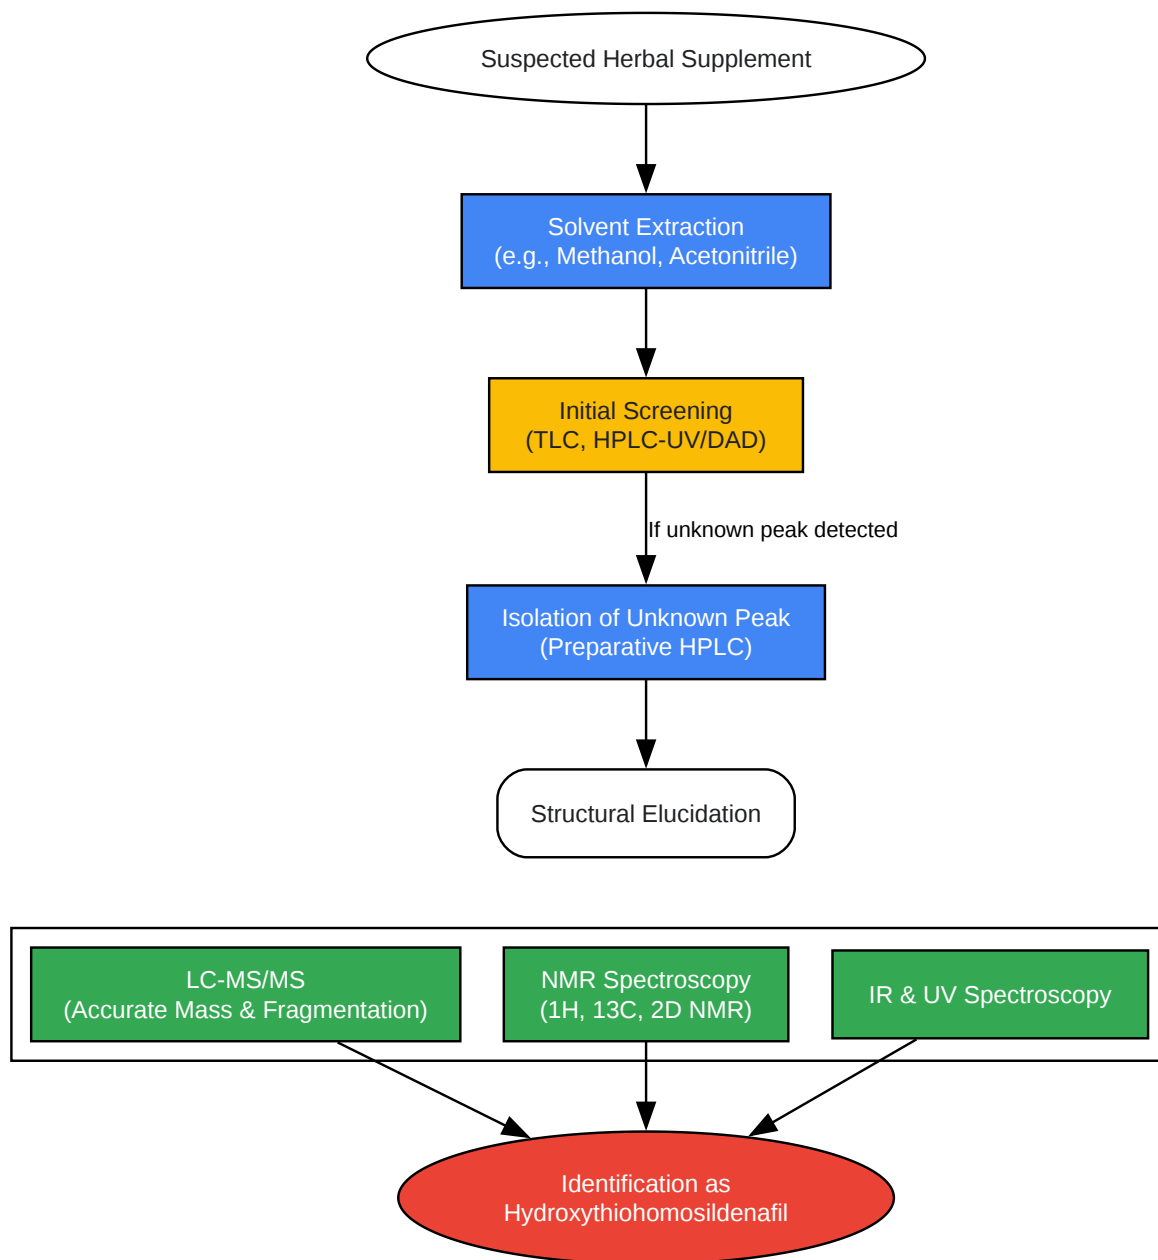 Suspected Herbal Supplement
Solvent Extraction
(e.g., Methanol, Acetonitrile)
Initial Screening
(TLC, HPLC-UV/DAD)
If unknown peak detected
Isolation of Unknown Peak
(Preparative HPLC)
Structural Elucidation
LC-MS/MS
(Accurate Mass & Fragmentation)
NMR Spectroscopy
(1H, 13C, 2D NMR)
IR & UV Spectroscopy
Identification as
Hydroxythiohomosildenafil